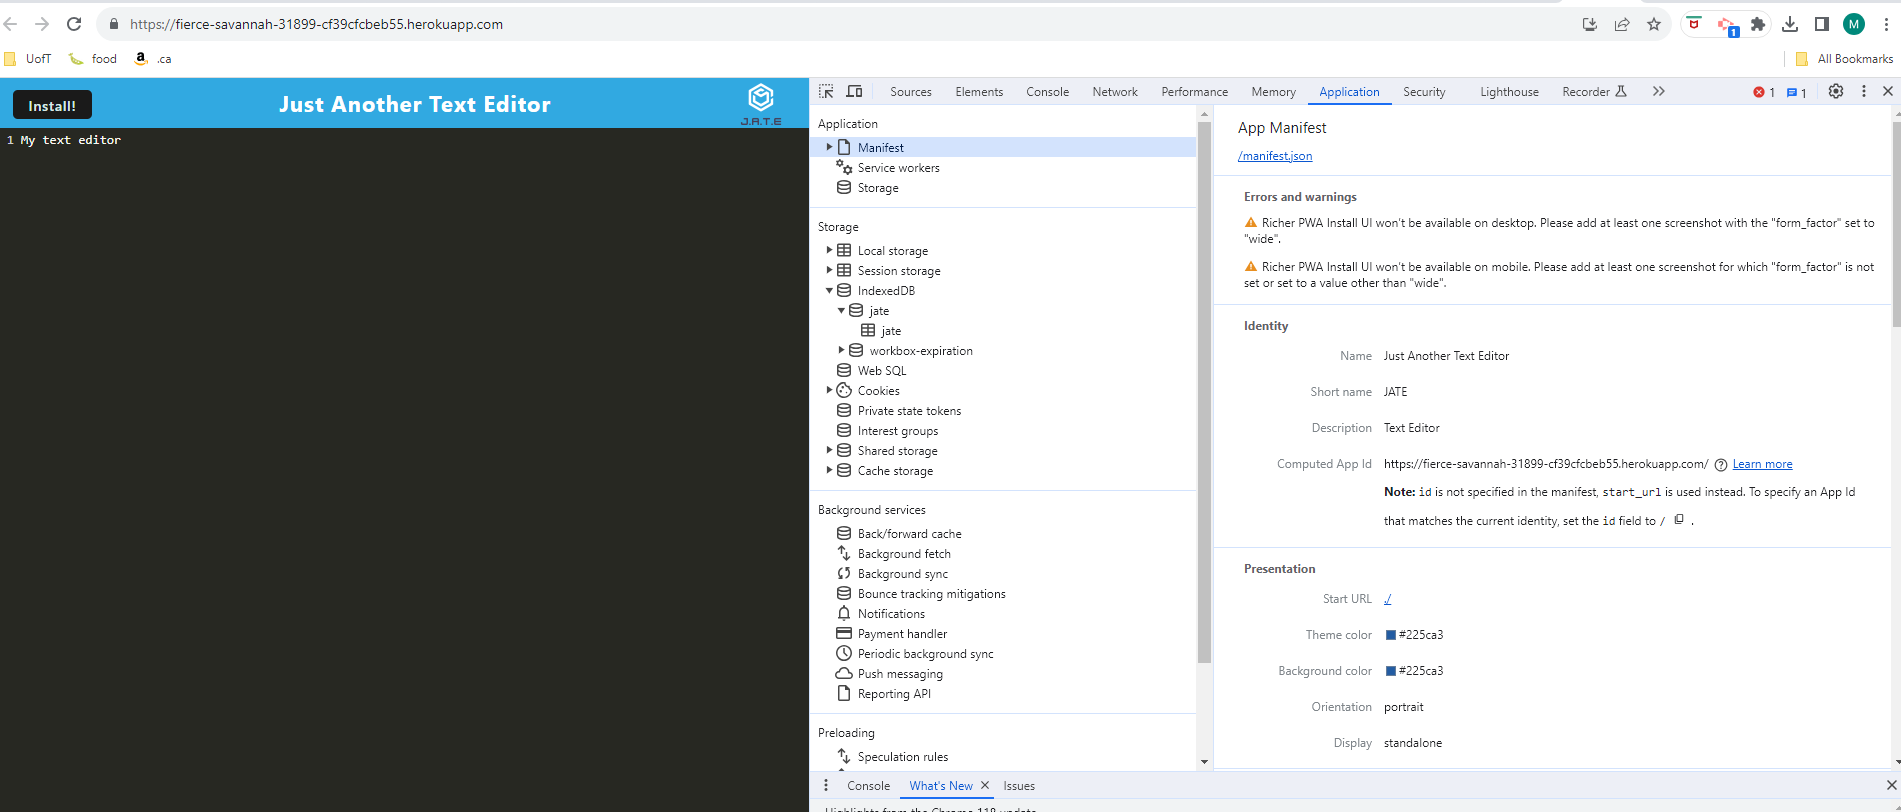 https://fierce-savannah-31899-cf39cfcbeb55.herokuapp.com
1
M
UofT
food
.ca
All Bookmarks
Install!
Just Another Text Editor
J.A.T.E
1 My text editor
Sources Elements Console Network Performance Memory Application Security Lighthouse Recorder
1 1
Application
Manifest
Service workers
Storage
Storage
Local storage
Session storage
IndexedDB
jate
jate
workbox-expiration
Web SQL
Cookies
Private state tokens
Interest groups
Shared storage
Cache storage
Background services
Back/forward cache
Background fetch
Background sync
Bounce tracking mitigations
Notifications
Payment handler
Periodic background sync
Push messaging
Reporting API
Preloading
Speculation rules
App Manifest
/manifest.json
Errors and warnings
Richer PWA Install UI won't be available on desktop. Please add at least one screenshot with the "form_factor" set to
"wide".
Richer PWA Install UI won't be available on mobile. Please add at least one screenshot for which "form_factor" is not
set or set to a value other than "wide".
Identity
Name Just Another Text Editor
Short name JATE
Description Text Editor
Computed App Id https://fierce-savannah-31899-cf39cfcbeb55.herokuapp.com/ Learn more
Note: id is not specified in the manifest, start_url is used instead. To specify an App Id
that matches the current identity, set the id field to / .
Presentation
Start URL ./
Theme color #225ca3
Background color #225ca3
Orientation portrait
Display standalone
Console What's New Issues
Highlights from the Chrome 118 update